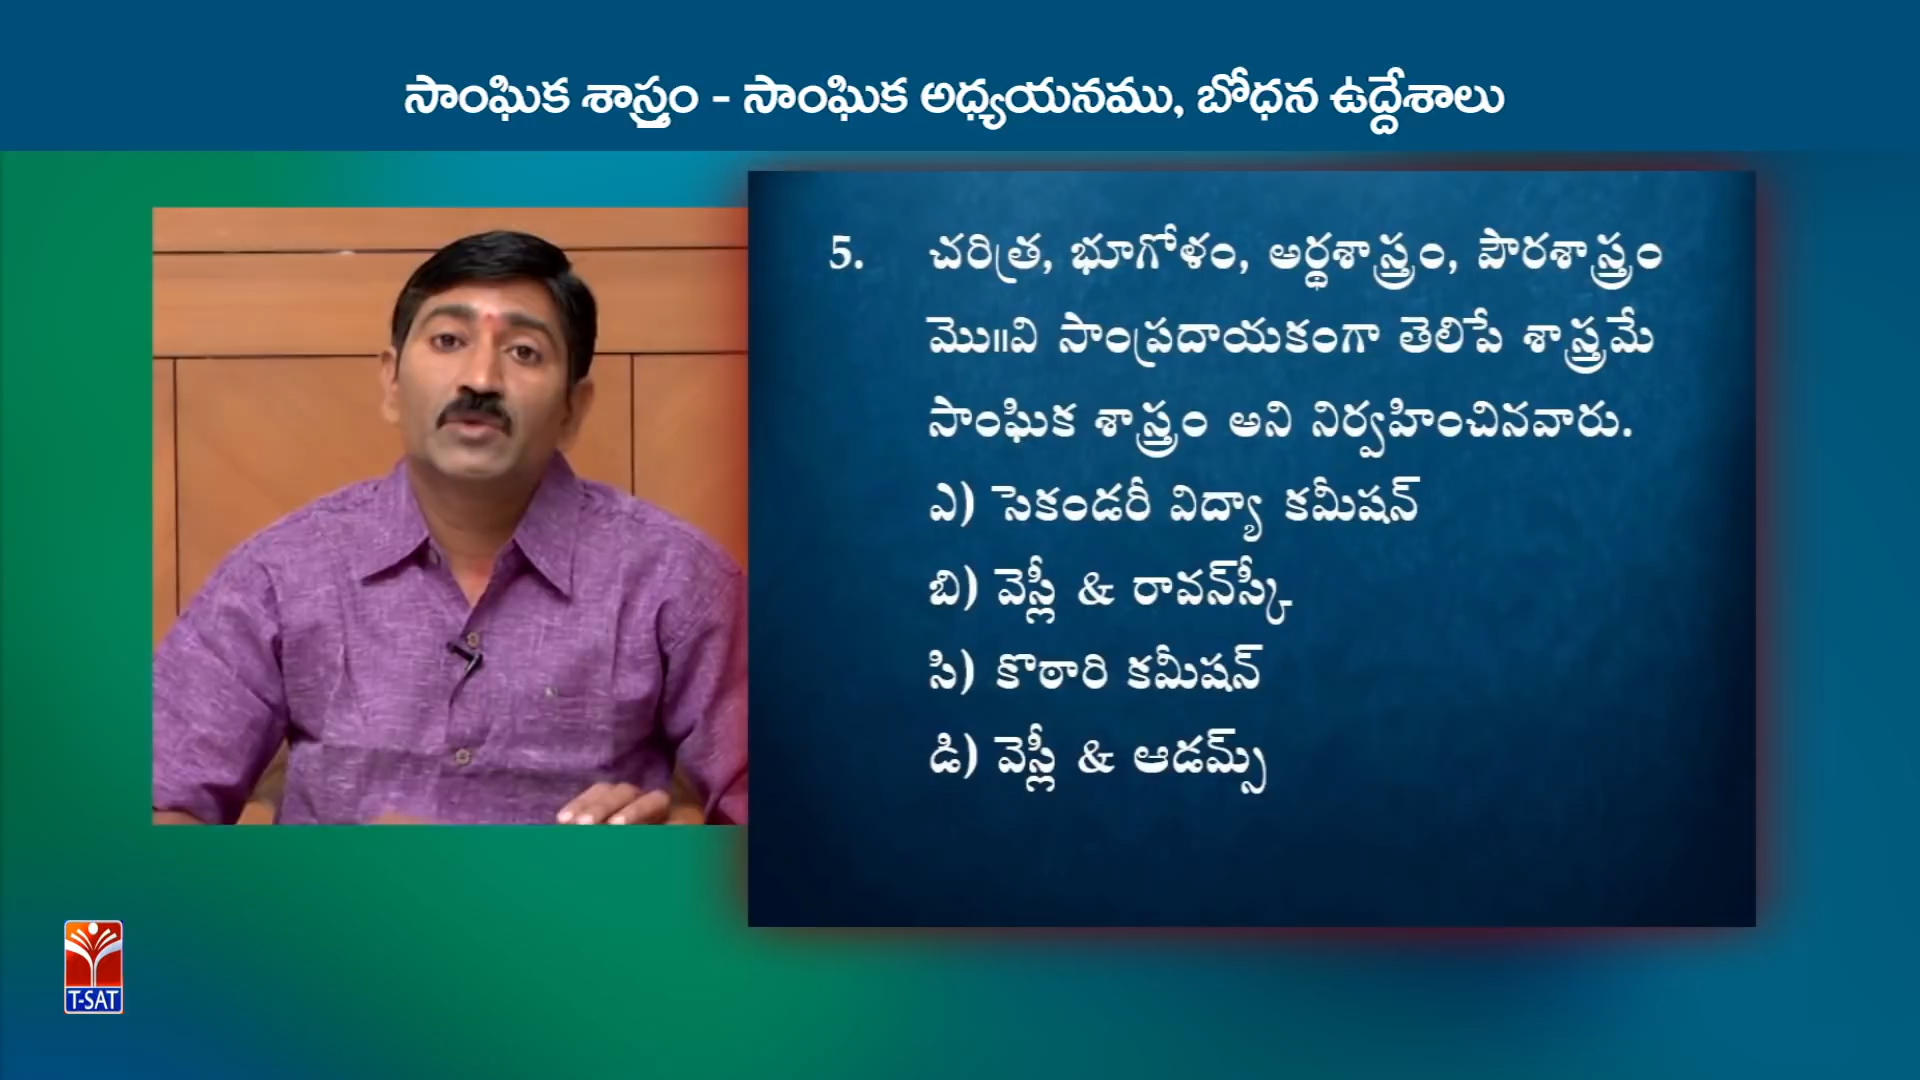 సాంఘిక శాస్త్రం - సాంఘిక అధ్యయనము, బోధన ఉద్దేశాలు
5. చరిత్ర, భూగోళం, అర్థశాస్త్రం, పౌరశాస్త్రం
మొ॥వి సాంప్రదాయకంగా తెలిపే శాస్త్రమే
సాంఘిక శాస్త్రం అని నిర్వహించినవారు.
ఎ) సెకండరీ విద్యా కమీషన్
బి) వెస్లీ & రావన్‌స్కీ
సి) కొఠారి కమీషన్
డి) వెస్లీ & ఆడమ్స్
T-SAT